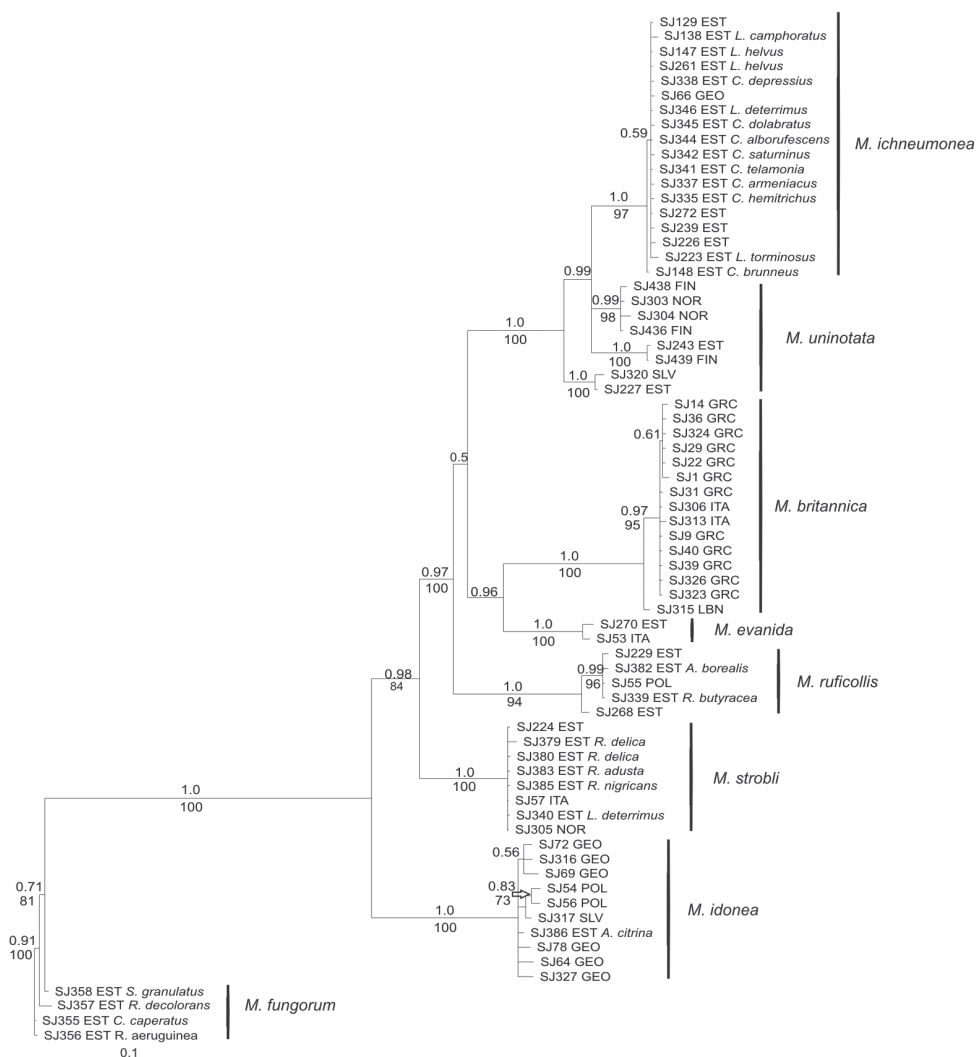 SJ129 EST
SJ138 EST L. camphoratus
SJ147 EST L. helvus
SJ261 EST L. helvus
SJ338 EST C. depressius
SJ66 GEO
SJ346 EST L. deterrimus
SJ345 EST C. dolabratus
0.59
SJ344 EST C. alborufescens
M. ichneumonea
SJ342 EST C. saturninus
SJ341 EST C. telamonia
SJ337 EST C. armeniacus
SJ335 EST C. hemitrichus
1.0
97
SJ272 EST
SJ239 EST
SJ226 EST
SJ223 EST L. torminosus
SJ148 EST C. brunneus
0.99
SJ438 FIN
0.99
SJ303 NOR
98
SJ304 NOR
SJ436 FIN
M. uninotata
1.0
100
1.0
SJ243 EST
100
SJ439 FIN
1.0
SJ320 SLV
100
SJ227 EST
SJ14 GRC
SJ36 GRC
0.61
SJ324 GRC
SJ29 GRC
0.5
SJ22 GRC
SJ1 GRC
SJ31 GRC
SJ306 ITA
M. britannica
0.97
95
SJ313 ITA
SJ9 GRC
SJ40 GRC
1.0
100
SJ39 GRC
SJ326 GRC
SJ323 GRC
SJ315 LBN
0.97
100
0.96
1.0
100
SJ270 EST
SJ53 ITA
M. evanida
SJ229 EST
0.99
96
SJ382 EST A. borealis
SJ55 POL
M. ruficollis
1.0
94
SJ339 EST R. butyracea
SJ268 EST
0.98
84
SJ224 EST
SJ379 EST R. delica
SJ380 EST R. delica
1.0
100
SJ383 EST R. adusta
M. strobli
SJ385 EST R. nigricans
SJ57 ITA
SJ340 EST L. deterrimus
SJ305 NOR
1.0
100
SJ72 GEO
0.56
SJ316 GEO
SJ69 GEO
0.83
73
SJ54 POL
SJ56 POL
M. idonea
1.0
100
SJ317 SLV
SJ386 EST A. citrina
SJ78 GEO
SJ64 GEO
SJ327 GEO
0.71
81
0.91
100
SJ358 EST S. granulatus
SJ357 EST R. decolorans
M. fungorum
SJ355 EST C. caperatus
SJ356 EST R. aeruguinea
0.1